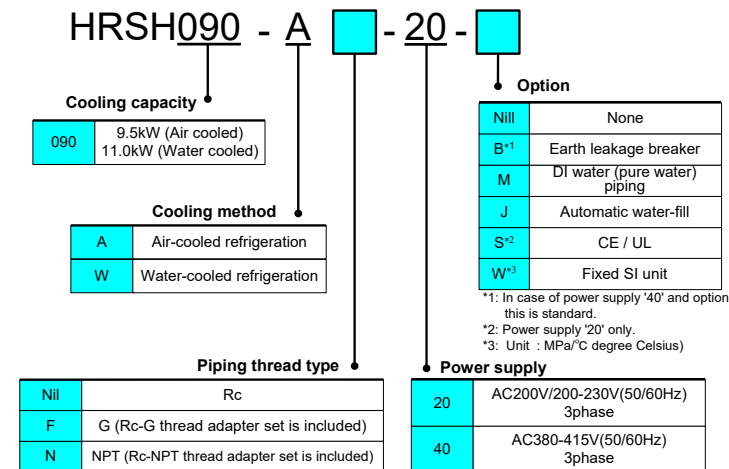 HRSH090 - A - 20 -
Option
Nill None
B*1 Earth leakage breaker
M DI water (pure water)
piping
J Automatic water-fill
S*2 CE / UL
W*3 Fixed SI unit
*1: In case of power supply '40' and option
this is standard.
*2: Power supply '20' only.
*3: Unit : MPa/℃ degree Celsius)
Cooling capacity
090 9.5kW (Air cooled)
11.0kW (Water cooled)
Cooling method
A Air-cooled refrigeration
W Water-cooled refrigeration
Piping thread type
Nil Rc
F G (Rc-G thread adapter set is included)
N NPT (Rc-NPT thread adapter set is included)
Power supply
20 AC200V/200-230V(50/60Hz)
3phase
40 AC380-415V(50/60Hz)
3phase